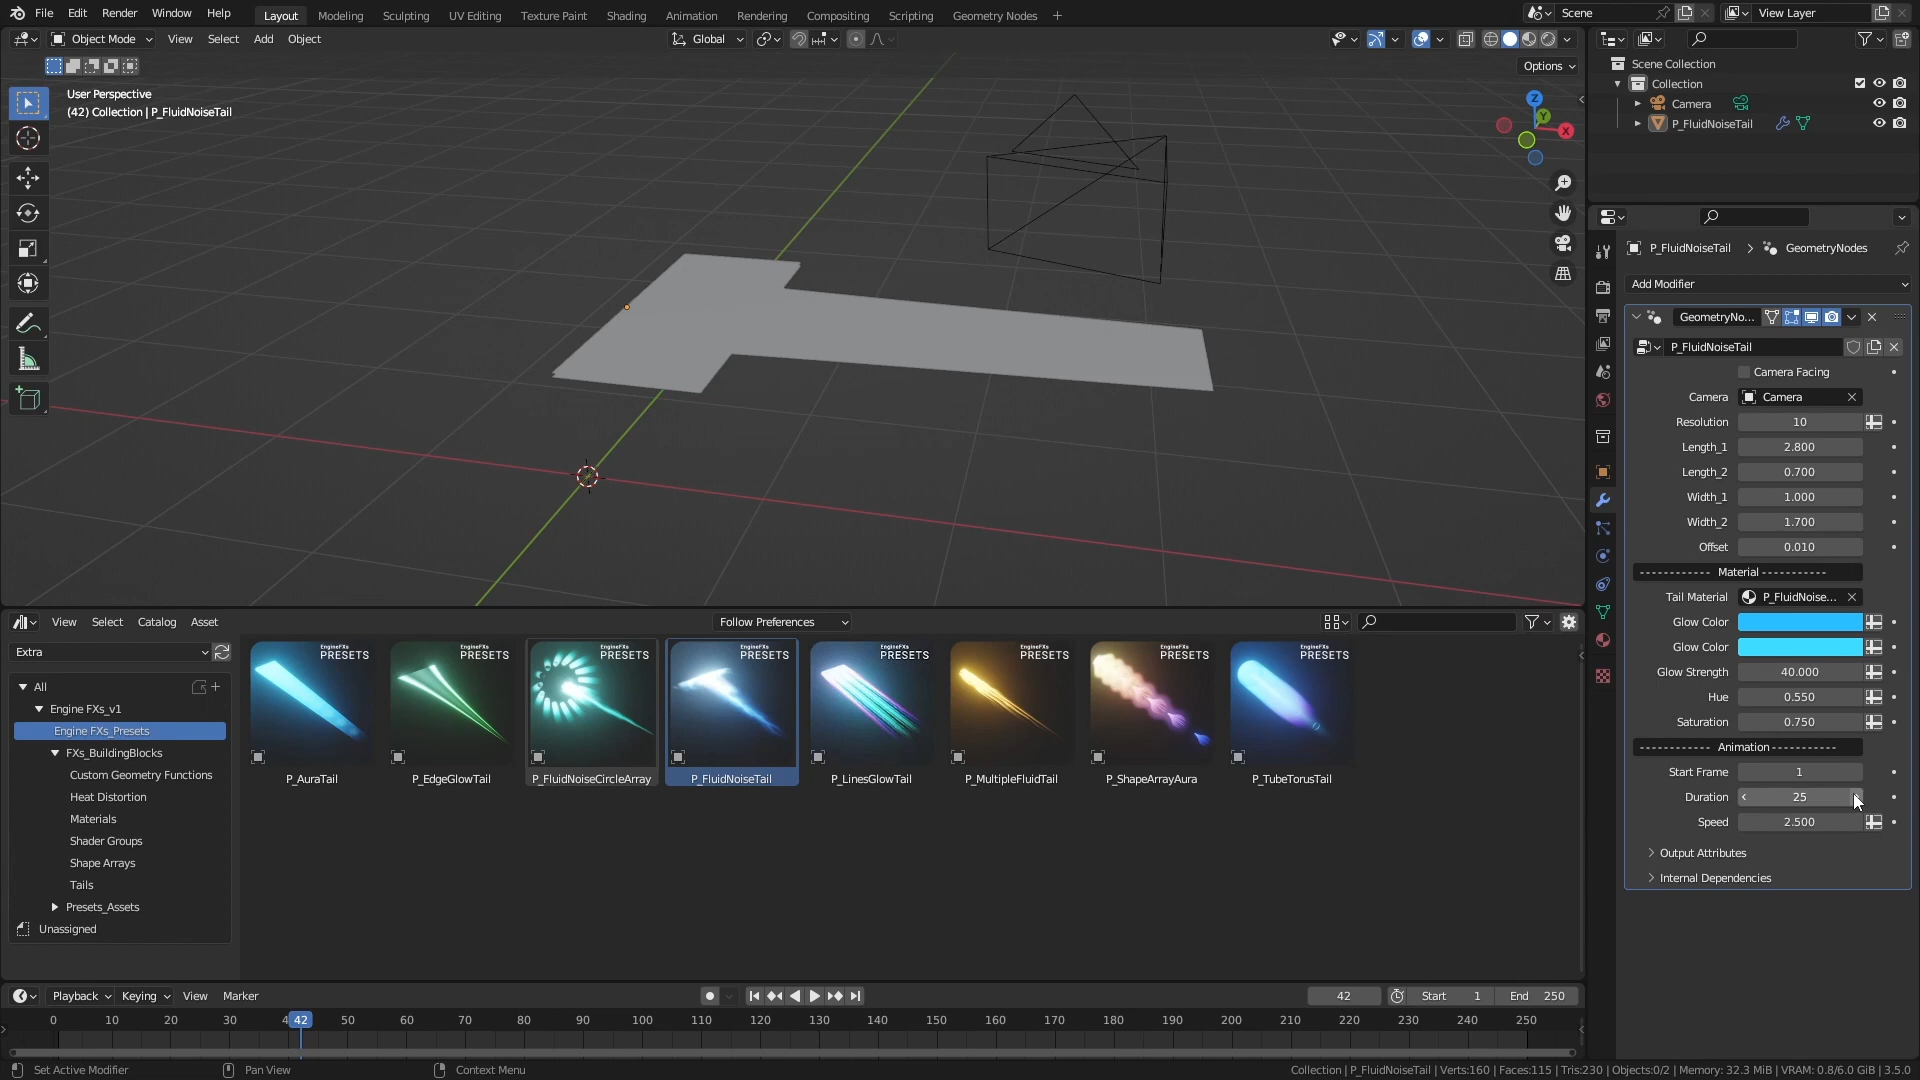 File Edit Render Window Help Layout Modeling Sculpting UV Editing Texture Paint Shading Animation Rendering Compositing Scripting Geometry Nodes + Scene View Layer
Object Mode View Select Add Object Global
Options
User Perspective
(42) Collection | P_FluidNoiseTail
Z
Y
X
Scene Collection
Collection
Camera
P_FluidNoiseTail
P_FluidNoiseTail > GeometryNodes
Add Modifier
GeometryNo...
P_FluidNoiseTail
Camera Facing
Camera Camera
Resolution 10
Length_1 2.800
Length_2 0.700
Width_1 1.000
Width_2 1.700
Offset 0.010
------------ Material -----------
Tail Material P_FluidNoise...
Glow Color
Glow Color
Glow Strength 40.000
Hue 0.550
Saturation 0.750
------------ Animation-----------
Start Frame 1
Duration 25
Speed 2.500
Output Attributes
Internal Dependencies
View Select Catalog Asset Follow Preferences
Extra
All
Engine FXs_v1
Engine FXs_Presets
FXs_BuildingBlocks
Custom Geometry Functions
Heat Distortion
Materials
Shader Groups
Shape Arrays
Tails
Presets_Assets
Unassigned
EngineFXs PRESETS
EngineFXs PRESETS
EngineFXs PRESETS
EngineFXs PRESETS
EngineFXs PRESETS
EngineFXs PRESETS
EngineFXs PRESETS
EngineFXs PRESETS
P_AuraTail P_EdgeGlowTail P_FluidNoiseCircleArray P_FluidNoiseTail P_LinesGlowTail P_MultipleFluidTail P_ShapeArrayAura P_TubeTorusTail
Playback Keying View Marker 42 Start 1 End 250
0 10 20 30 4 42 50 60 70 80 90 100 110 120 130 140 150 160 170 180 190 200 210 220 230 240 250
Set Active Modifier Pan View Context Menu Collection | P_FluidNoiseTail | Verts:160 | Faces:115 | Tris:230 | Objects:0/2 | Memory: 32.3 MiB | VRAM: 0.8/6.0 GiB | 3.5.0